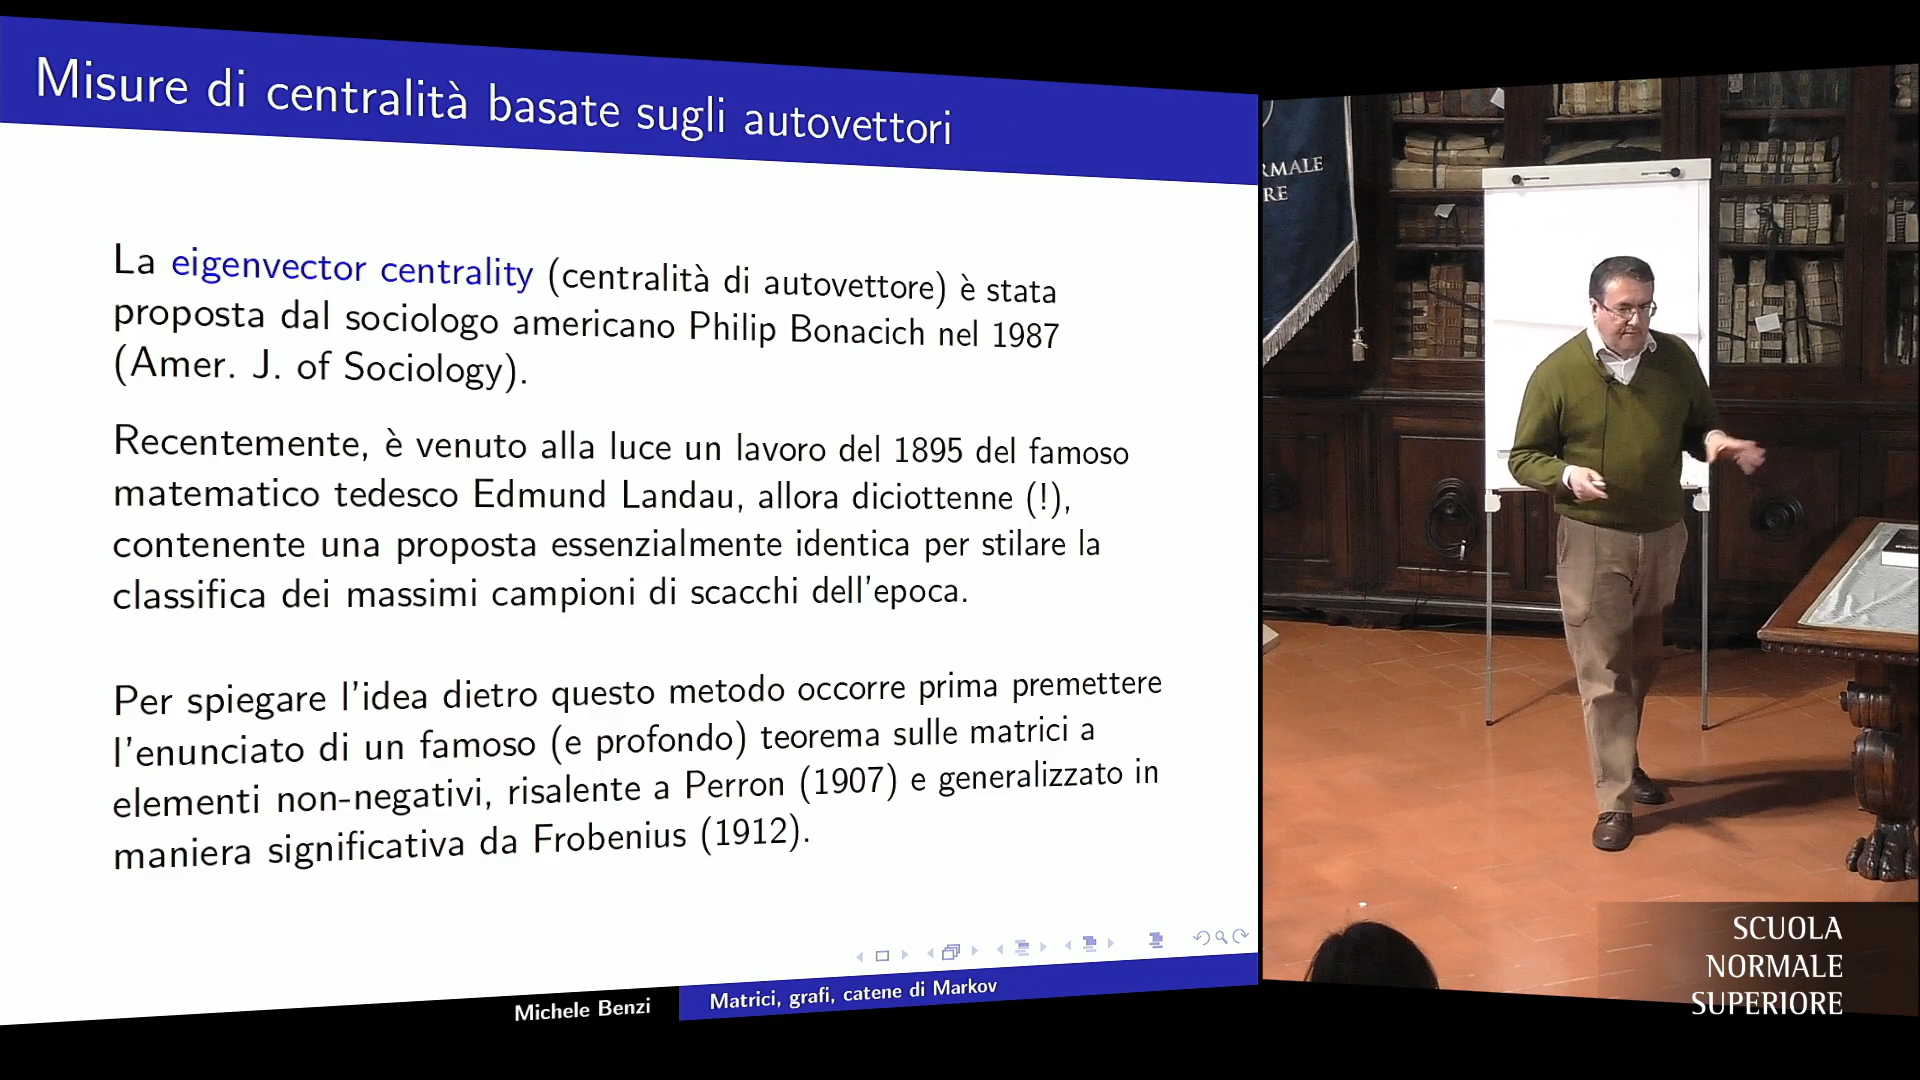 Misure di centralità basate sugli autovettori
La eigenvector centrality (centralità di autovettore) è stata
proposta dal sociologo americano Philip Bonacich nel 1987
(Amer. J. of Sociology).
Recentemente, è venuto alla luce un lavoro del 1895 del famoso
matematico tedesco Edmund Landau, allora diciottenne (!),
contenente una proposta essenzialmente identica per stilare la
classifica dei massimi campioni di scacchi dell'epoca.
Per spiegare l'idea dietro questo metodo occorre prima premettere
l'enunciato di un famoso (e profondo) teorema sulle matrici a
elementi non-negativi, risalente a Perron (1907) e generalizzato in
maniera significativa da Frobenius (1912).
Michele Benzi
Matrici, grafi, catene di Markov
RMALE
RE
SCUOLA
NORMALE
SUPERIORE